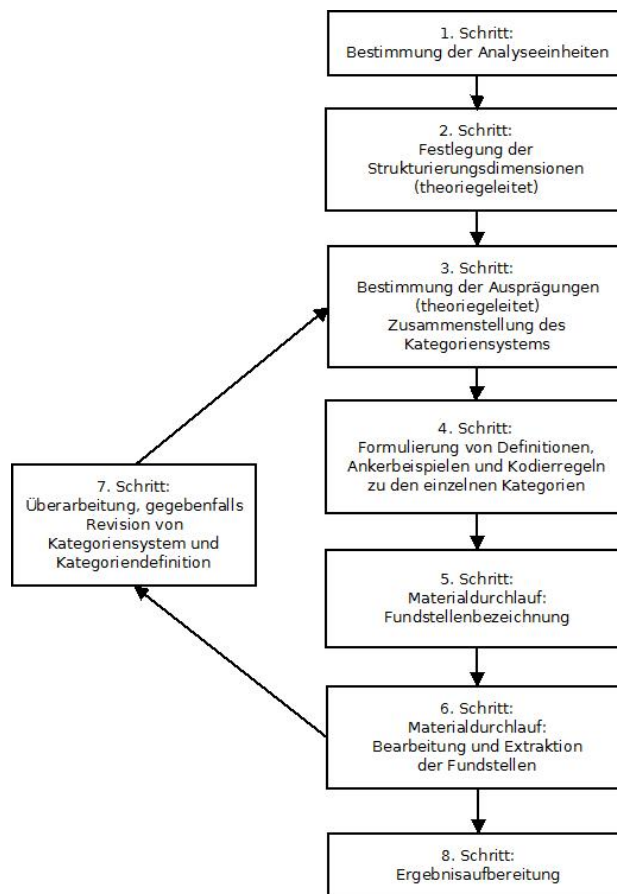 1. Schritt:
Bestimmung der Analyseeinheiten
2. Schritt:
Festlegung der
Strukturierungsdimensionen
(theoriegeleitet)
3. Schritt:
Bestimmung der Ausprägungen
(theoriegeleitet)
Zusammenstellung des
Kategoriensystems
4. Schritt:
Formulierung von Definitionen,
Ankerbeispielen und Kodierregeln
zu den einzelnen Kategorien
5. Schritt:
Materialdurchlauf:
Fundstellenbezeichnung
6. Schritt:
Materialdurchlauf:
Bearbeitung und Extraktion
der Fundstellen
7. Schritt:
Überarbeitung, gegebenfalls
Revision von
Kategoriensystem und
Kategoriendefinition
8. Schritt:
Ergebnisaufbereitung